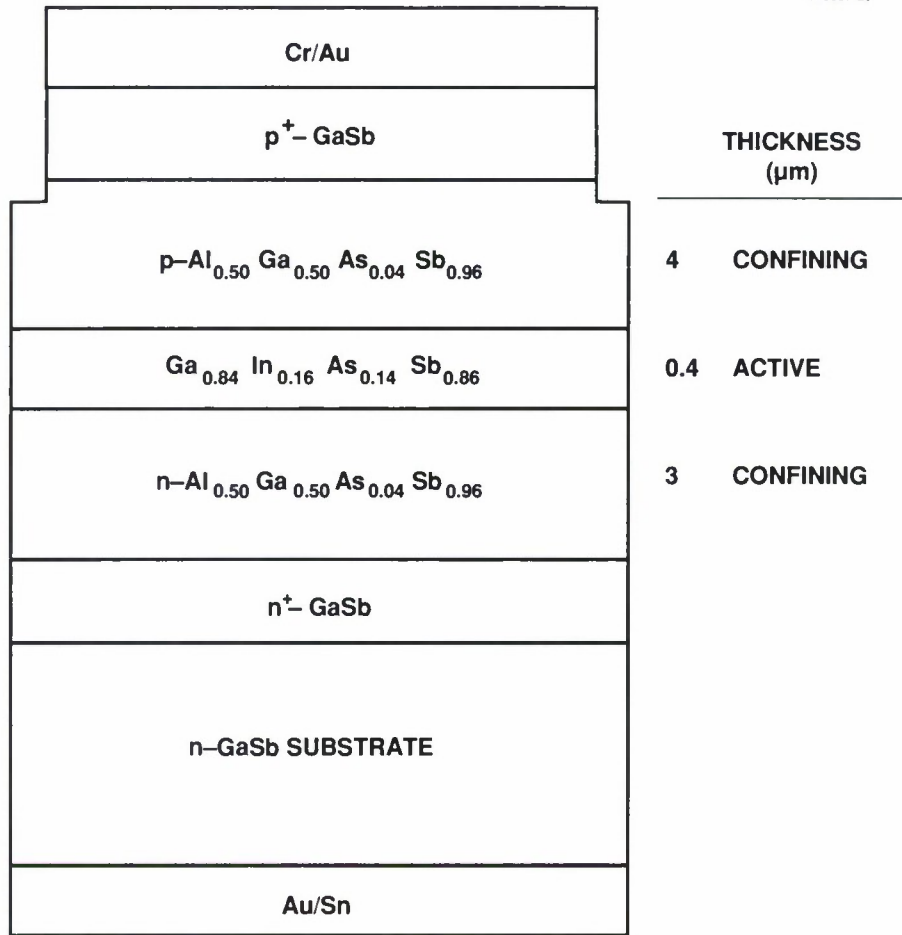 Cr/Au
p⁺– GaSb
THICKNESS
(µm)
p–Al₀.₅₀ Ga₀.₅₀ As₀.₀₄ Sb₀.₉₆ 4 CONFINING
Ga₀.₈₄ In₀.₁₆ As₀.₁₄ Sb₀.₈₆ 0.4 ACTIVE
n–Al₀.₅₀ Ga₀.₅₀ As₀.₀₄ Sb₀.₉₆ 3 CONFINING
n⁺– GaSb
n–GaSb SUBSTRATE
Au/Sn